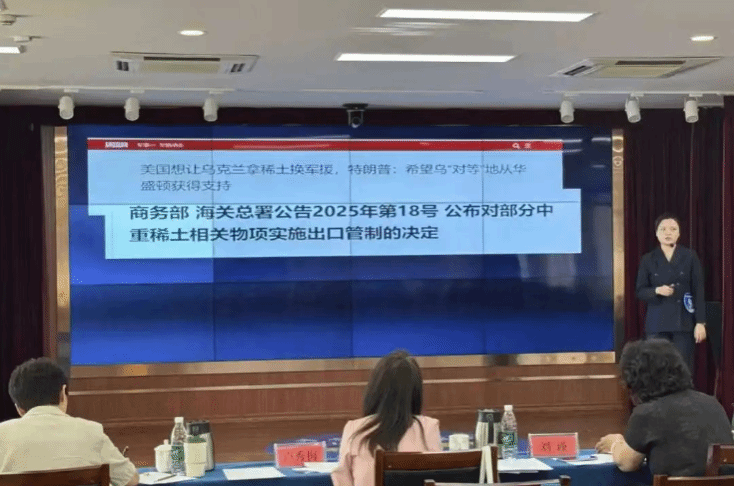 美国想让乌克兰拿稀土换军援，特朗普：希望乌“对等”地从华
盛顿获得支持
商务部 海关总署公告2025年第18号 公布对部分中
重稀土相关物项实施出口管制的决定